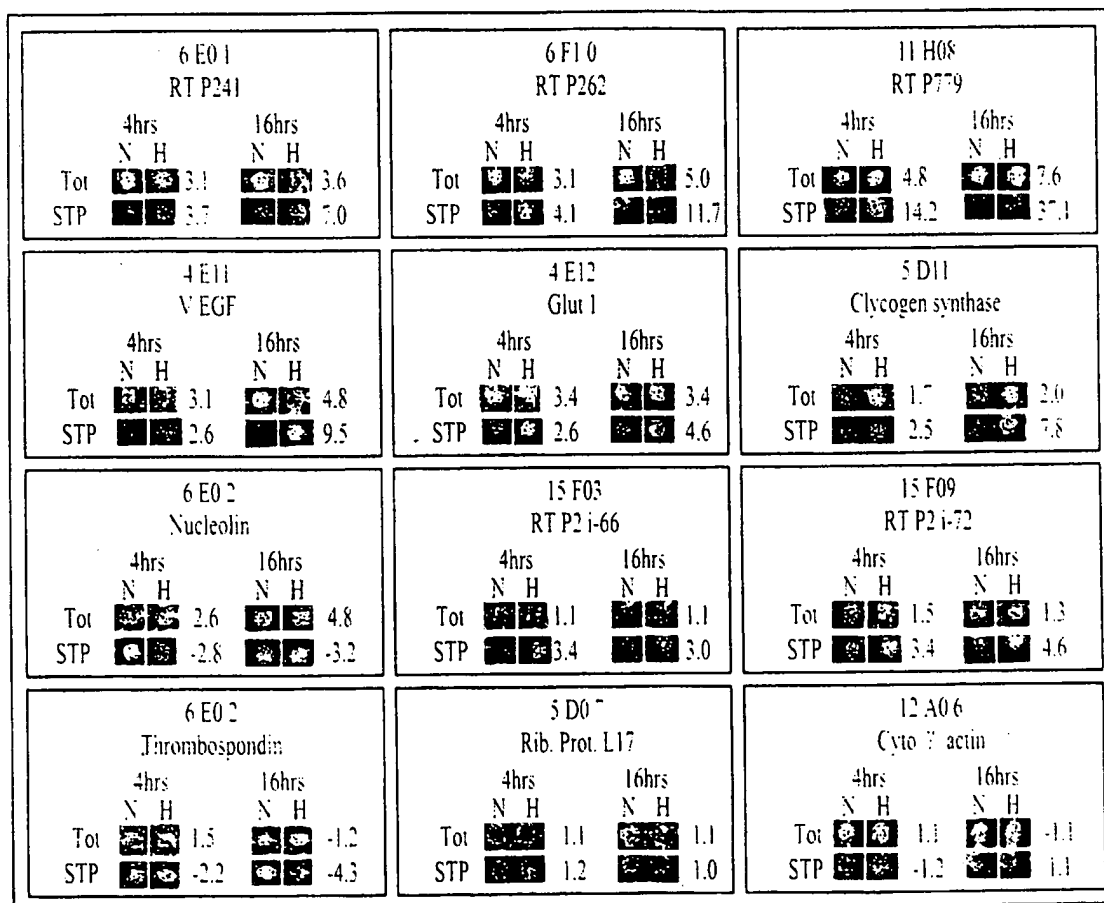 6 E0 1
RT P241
4hrs 16hrs
N H N H
Tot 3.1 3.6
STP 3.7 7.0
6 F1 0
RT P262
4hrs 16hrs
N H N H
Tot 3.1 5.0
STP 4.1 11.7
11 H08
RT P779
4hrs 16hrs
N H N H
Tot 4.8 7.6
STP 14.2 37.1
4 E11
V EGF
4hrs 16hrs
N H N H
Tot 3.1 4.8
STP 2.6 9.5
4 E12
Glut 1
4hrs 16hrs
N H N H
Tot 3.4 3.4
STP 2.6 4.6
5 D11
Clycogen synthase
4hrs 16hrs
N H N H
Tot 1.7 2.0
STP 2.5 7.8
6 E0 2
Nucleolin
4hrs 16hrs
N H N H
Tot 2.6 4.8
STP -2.8 -3.2
15 F03
RT P2 i-66
4hrs 16hrs
N H N H
Tot 1.1 1.1
STP 3.4 3.0
15 F09
RT P2 i-72
4hrs 16hrs
N H N H
Tot 1.5 1.3
STP 3.4 4.6
6 E0 2
Thrombospondin
4hrs 16hrs
N H N H
Tot 1.5 -1.2
STP -2.2 -4.3
5 D0
Rib. Prot. L17
4hrs 16hrs
N H N H
Tot 1.1 1.1
STP 1.2 1.0
12 A0 6
Cyto actin
4hrs 16hrs
N H N H
Tot 1.1 -1.1
STP -1.2 1.1